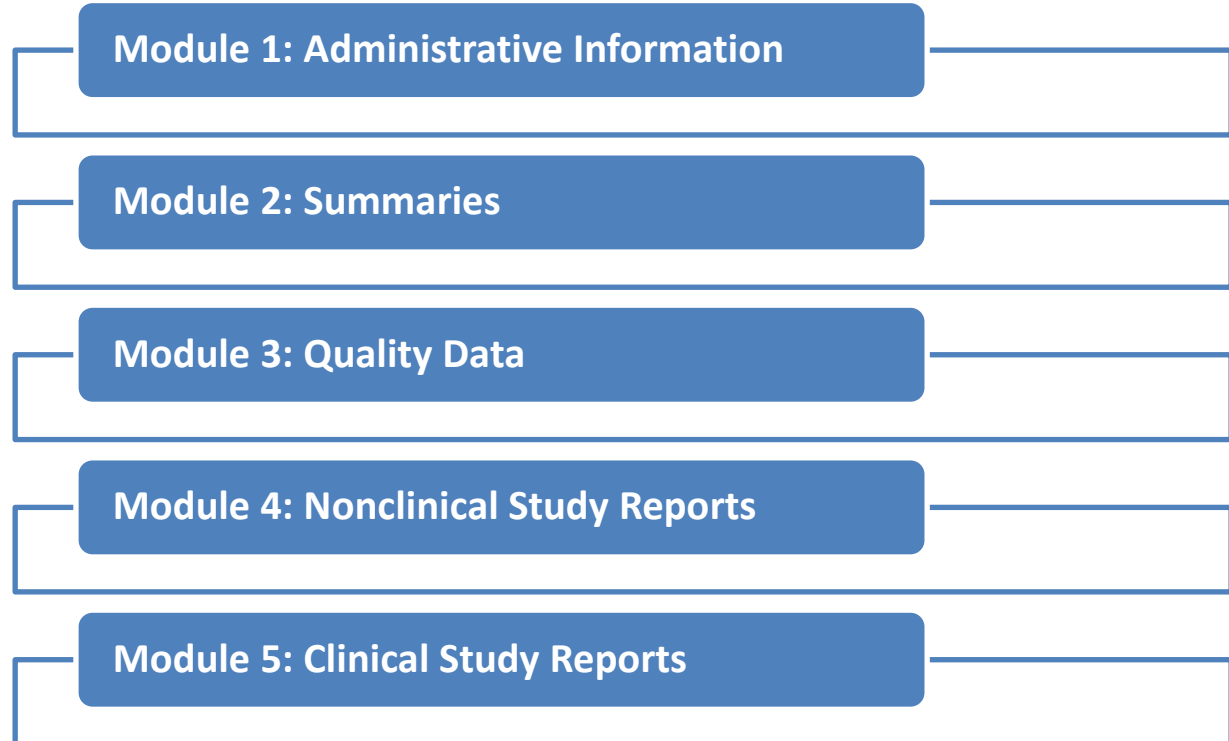 Module 1: Administrative Information
Module 2: Summaries
Module 3: Quality Data
Module 4: Nonclinical Study Reports
Module 5: Clinical Study Reports